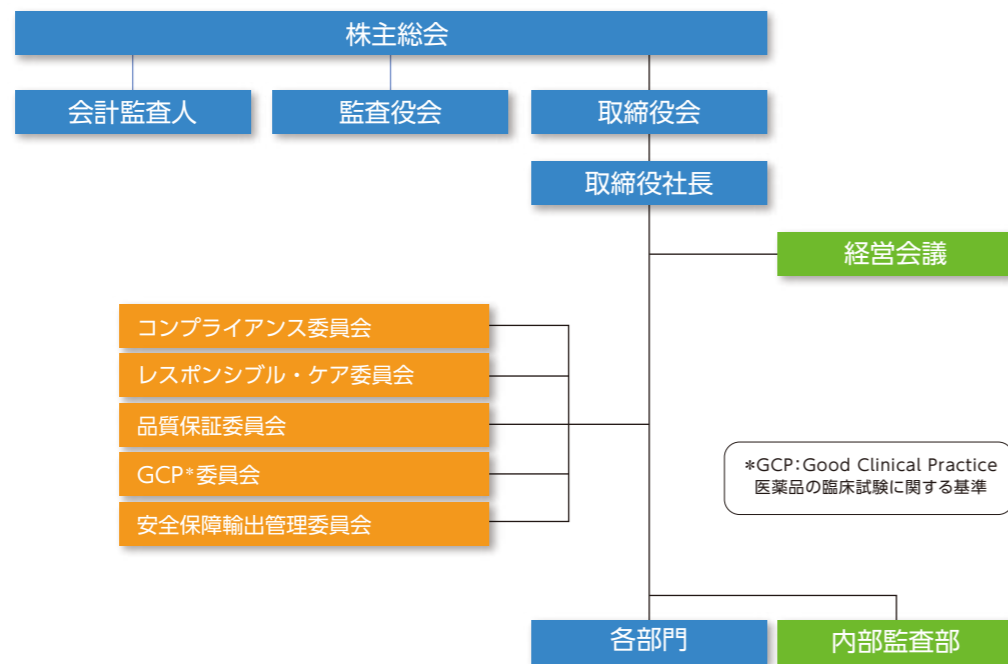 株主総会
会計監査人
監査役会
取締役会
取締役社長
経営会議
コンプライアンス委員会
レスポンシブル・ケア委員会
品質保証委員会
GCP*委員会
安全保障輸出管理委員会
*GCP:Good Clinical Practice
医薬品の臨床試験に関する基準
各部門
内部監査部